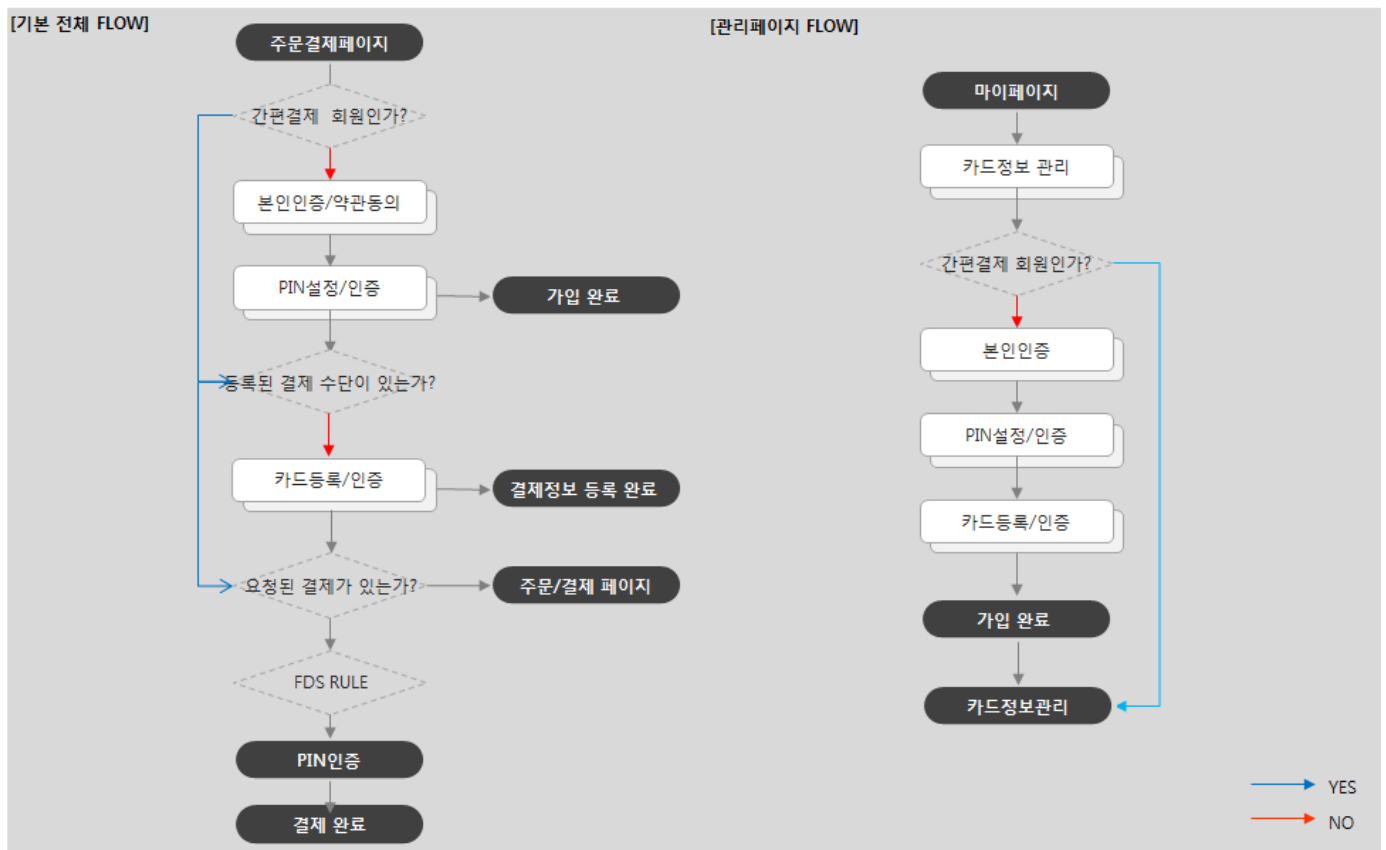 [기본 전체 FLOW]
주문결제페이지
간편결제 회원인가?
본인인증/약관동의
PIN설정/인증
가입 완료
등록된 결제 수단이 있는가?
카드등록/인증
결제정보 등록 완료
요청된 결제가 있는가?
주문/결제 페이지
FDS RULE
PIN인증
결제 완료
[관리페이지 FLOW]
마이페이지
카드정보 관리
간편결제 회원인가?
본인인증
PIN설정/인증
카드등록/인증
가입 완료
카드정보관리
YES
NO